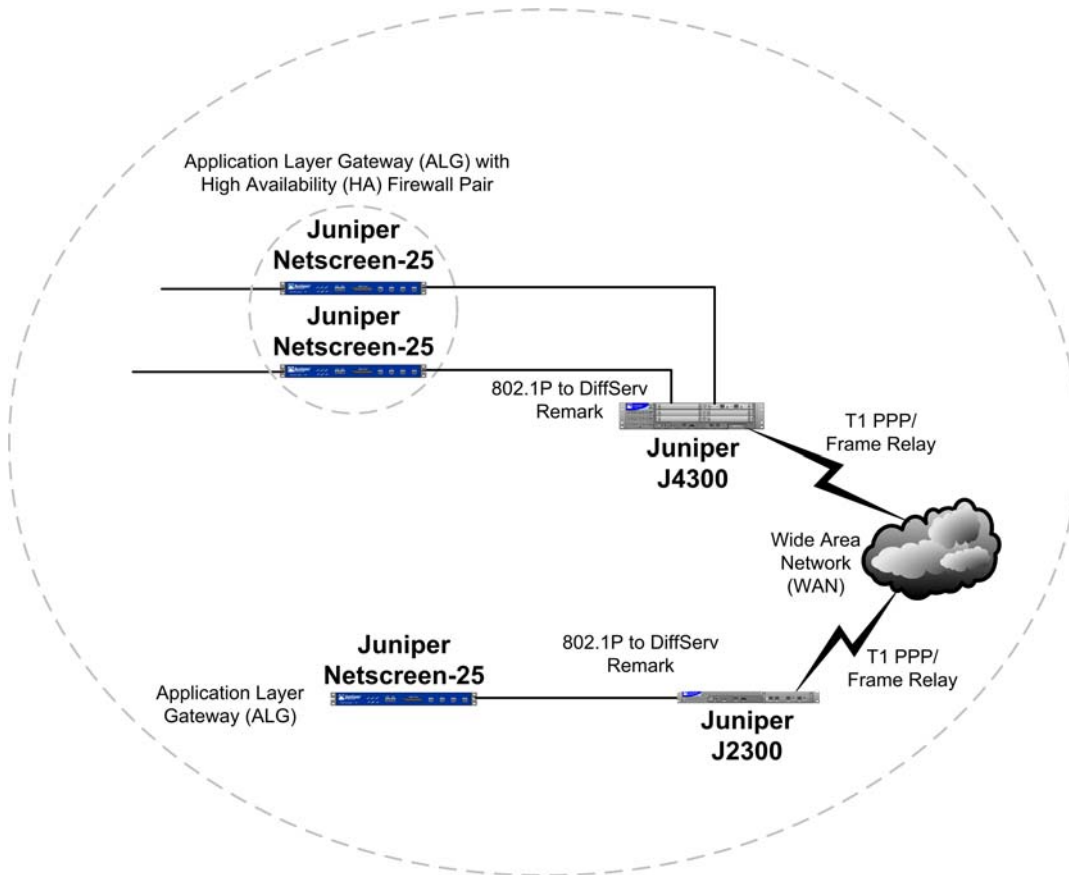 Application Layer Gateway (ALG) with
High Availability (HA) Firewall Pair
Juniper
Netscreen-25
Juniper
Netscreen-25
802.1P to DiffServ
Remark
Juniper
J4300
T1 PPP/
Frame Relay
Wide Area
Network
(WAN)
Juniper
Netscreen-25
Application Layer
Gateway (ALG)
802.1P to DiffServ
Remark
Juniper
J2300
T1 PPP/
Frame Relay